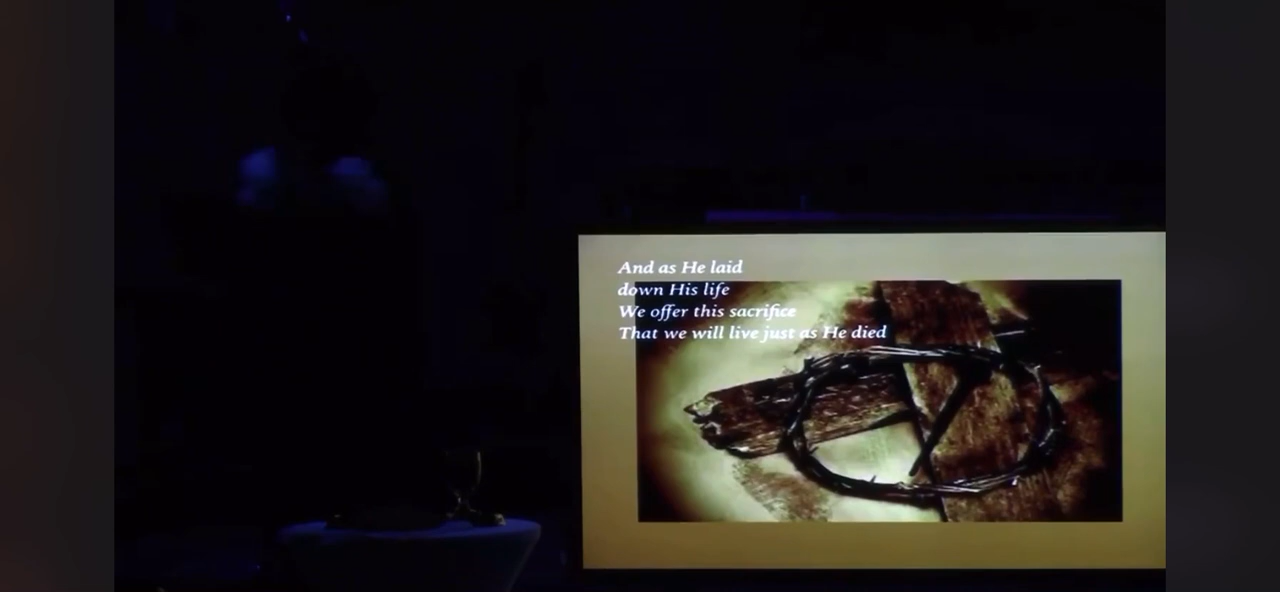 And as He laid
down His life
We offer this sacrifice
That we will live just as He died